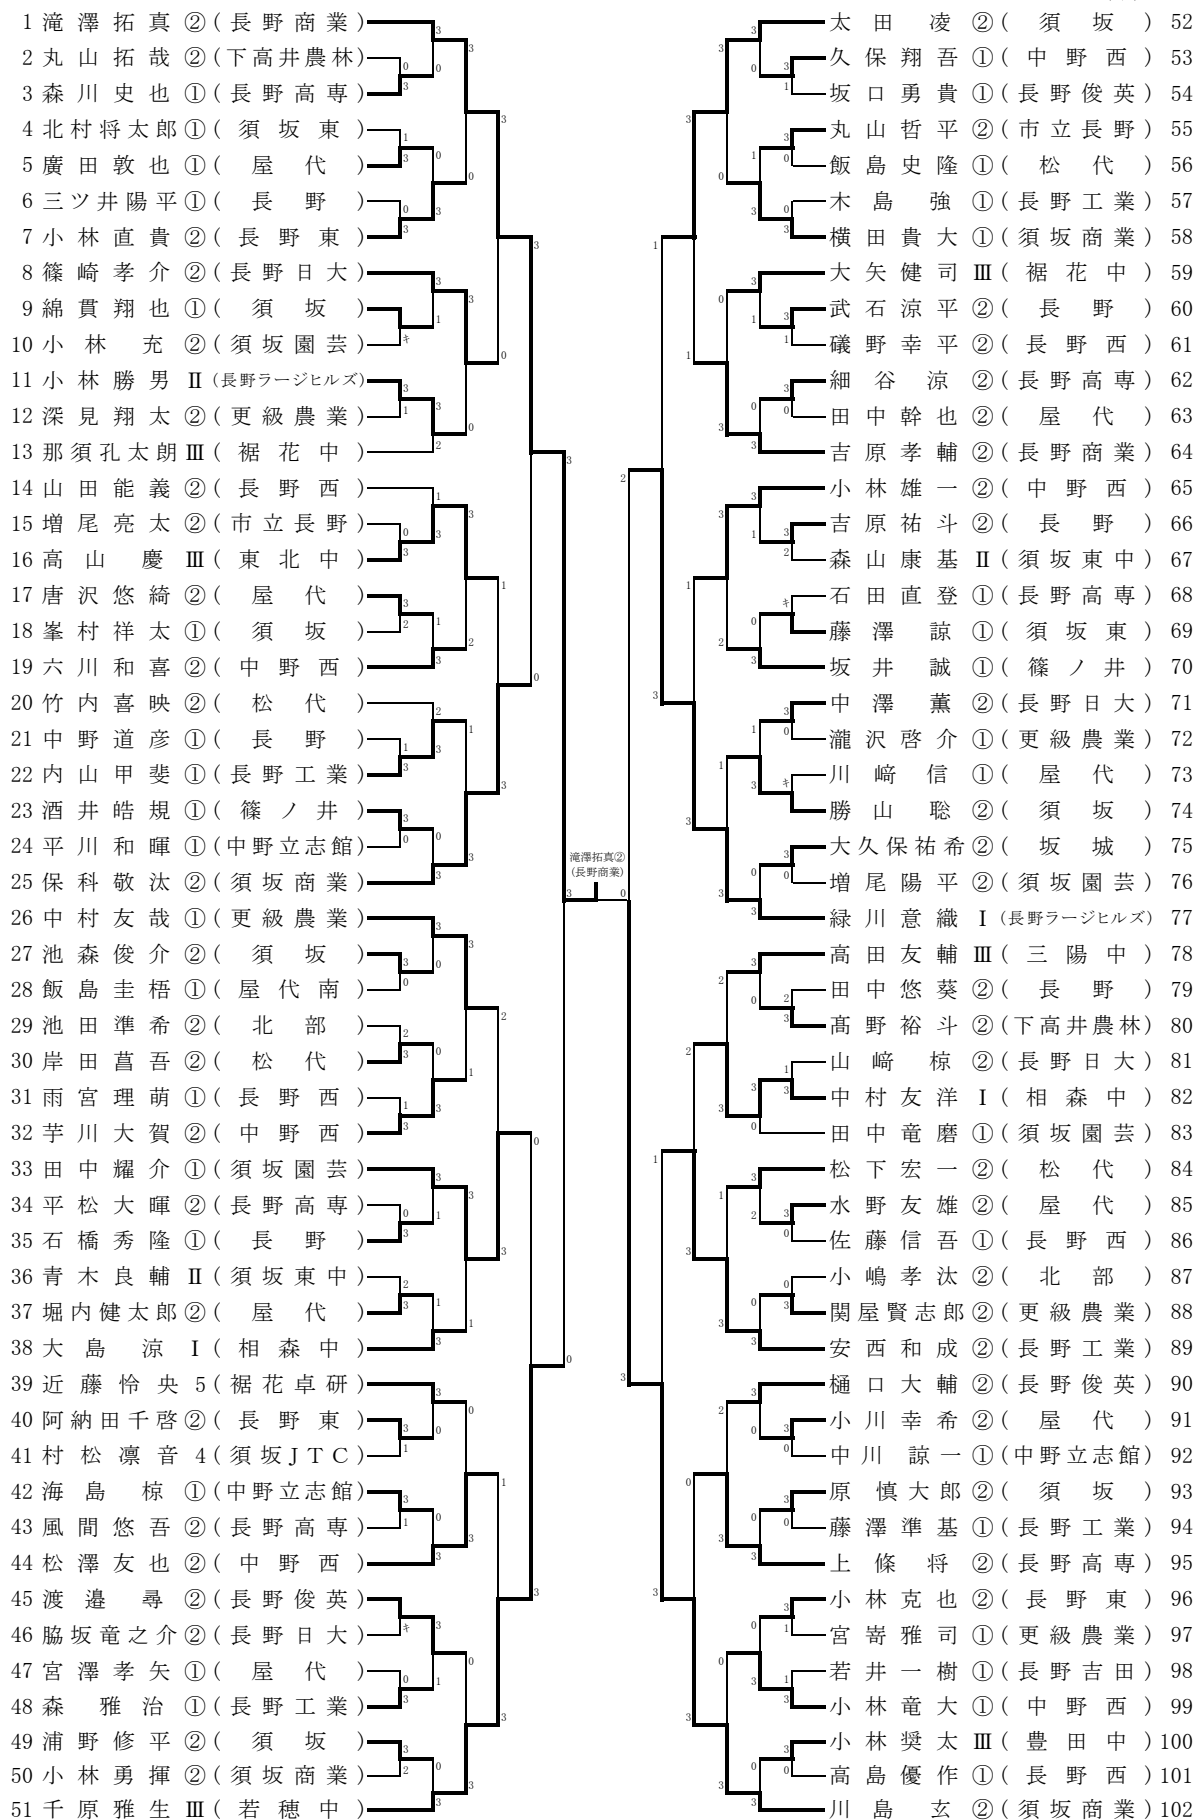 1 滝澤拓真 ② (長野商業)
2 丸山拓哉 ② (下高井農林)
3 森川史也 ① (長野高専)
4 北村将太郎 ① (須坂東)
5 廣田敦也 ① (屋代)
6 三ツ井陽平 ① (長野)
7 小林直貴 ② (長野東)
8 篠崎孝介 ② (長野日大)
9 綿貫翔也 ① (須坂)
10 小林充 ② (須坂園芸)
11 小林勝男 Ⅱ (長野ラージヒルズ)
12 深見翔太 ② (更級農業)
13 那須孔太朗 Ⅲ (裾花中)
14 山田能義 ② (長野西)
15 増尾亮太 ② (市立長野)
16 高山慶 Ⅲ (東北中)
17 唐沢悠綺 ② (屋代)
18 峯村祥太 ① (須坂)
19 六川和喜 ② (中野西)
20 竹内喜映 ② (松代)
21 中野道彦 ① (長野)
22 内山甲斐 ① (長野工業)
23 酒井皓規 ① (篠ノ井)
24 平川和暉 ① (中野立志館)
25 保科敬汰 ② (須坂商業)
26 中村友哉 ① (更級農業)
27 池森俊介 ② (須坂)
28 飯島圭梧 ① (屋代南)
29 池田準希 ② (北部)
30 岸田菖吾 ② (松代)
31 雨宮理萌 ① (長野西)
32 芋川大賀 ② (中野西)
33 田中耀介 ① (須坂園芸)
34 平松大暉 ② (長野高専)
35 石橋秀隆 ① (長野)
36 青木良輔 Ⅱ (須坂東中)
37 堀内健太郎 ② (屋代)
38 大島涼 Ⅰ (相森中)
39 近藤怜央 5 (裾花卓研)
40 阿納田千啓 ② (長野東)
41 村松凛音 4 (須坂JTC)
42 海島椋 ① (中野立志館)
43 風間悠吾 ② (長野高専)
44 松澤友也 ② (中野西)
45 渡邉尋 ② (長野俊英)
46 脇坂竜之介 ② (長野日大)
47 宮澤孝矢 ① (屋代)
48 森雅治 ① (長野工業)
49 浦野修平 ② (須坂)
50 小林勇揮 ② (須坂商業)
51 千原雅生 Ⅲ (若穂中)
滝澤拓真②
(長野商業)
3 0
太田凌 ② (須坂) 52
久保翔吾 ① (中野西) 53
坂口勇貴 ① (長野俊英) 54
丸山哲平 ② (市立長野) 55
飯島史隆 ① (松代) 56
木島強 ① (長野工業) 57
横田貴大 ① (須坂商業) 58
大矢健司 Ⅲ (裾花中) 59
武石涼平 ② (長野) 60
磯野幸平 ② (長野西) 61
細谷涼 ② (長野高専) 62
田中幹也 ② (屋代) 63
吉原孝輔 ② (長野商業) 64
小林雄一 ② (中野西) 65
吉原祐斗 ② (長野) 66
森山康基 Ⅱ (須坂東中) 67
石田直登 ① (長野高専) 68
藤澤諒 ① (須坂東) 69
坂井誠 ① (篠ノ井) 70
中澤薫 ② (長野日大) 71
瀧沢啓介 ① (更級農業) 72
川﨑信 ① (屋代) 73
勝山聡 ② (須坂) 74
大久保祐希 ② (坂城) 75
増尾陽平 ② (須坂園芸) 76
緑川意織 Ⅰ (長野ラージヒルズ) 77
高田友輔 Ⅲ (三陽中) 78
田中悠葵 ② (長野) 79
髙野裕斗 ② (下高井農林) 80
山﨑椋 ② (長野日大) 81
中村友洋 Ⅰ (相森中) 82
田中竜磨 ① (須坂園芸) 83
松下宏一 ② (松代) 84
水野友雄 ② (屋代) 85
佐藤信吾 ① (長野西) 86
小嶋孝汰 ② (北部) 87
関屋賢志郎 ② (更級農業) 88
安西和成 ② (長野工業) 89
樋口大輔 ② (長野俊英) 90
小川幸希 ② (屋代) 91
中川諒一 ① (中野立志館) 92
原慎太郎 ② (須坂) 93
藤澤準基 ① (長野工業) 94
上條将 ② (長野高専) 95
小林克也 ② (長野東) 96
宮嵜雅司 ① (更級農業) 97
若井一樹 ① (長野吉田) 98
小林竜大 ① (中野西) 99
小林奨太 Ⅲ (豊田中) 100
高島優作 ① (長野西) 101
川島玄 ② (須坂商業) 102